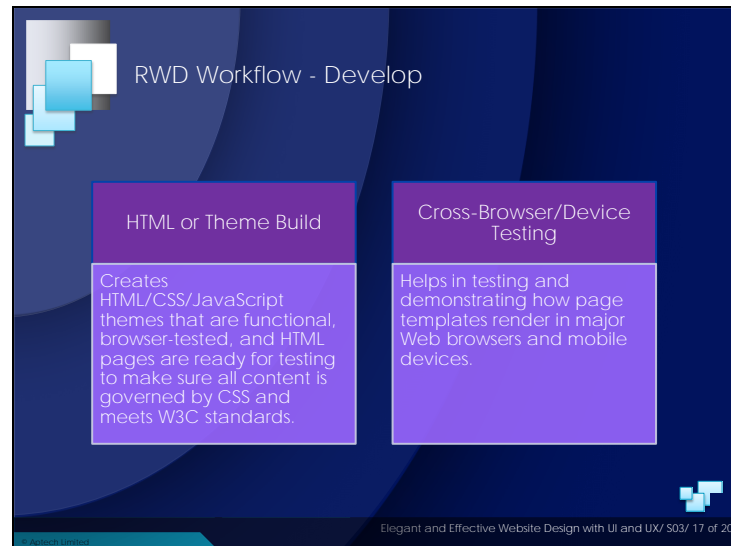 RWD Workflow - Develop
HTML or Theme Build
Creates
HTML/CSS/JavaScript
themes that are functional,
browser-tested, and HTML
pages are ready for testing
to make sure all content is
governed by CSS and
meets W3C standards.
Cross-Browser/Device
Testing
Helps in testing and
demonstrating how page
templates render in major
Web browsers and mobile
devices.
Elegant and Effective Website Design with UI and UX/ S03/ 17 of 20
© Aptech Limited